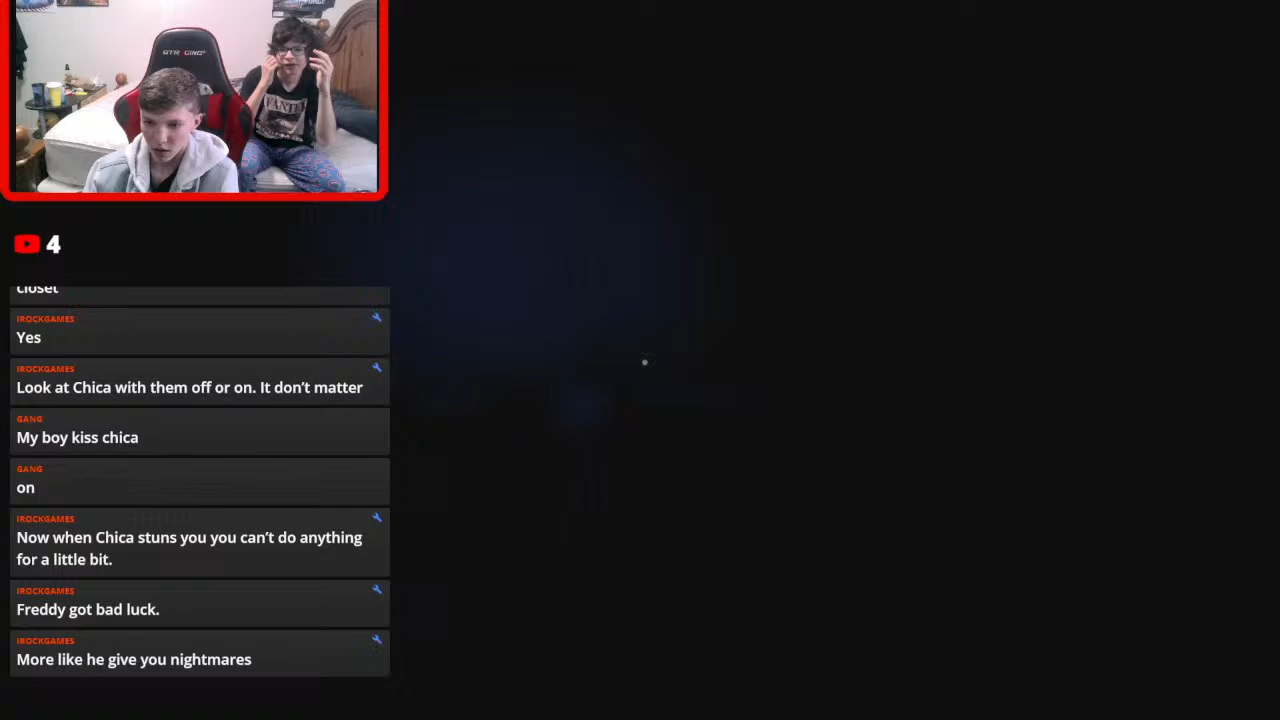 GTRACING
WANTED
4
closet
IROCKGAMES
Yes
IROCKGAMES
Look at Chica with them off or on. It don't matter
GANG
My boy kiss chica
GANG
on
IROCKGAMES
Now when Chica stuns you you can't do anything
for a little bit.
IROCKGAMES
Freddy got bad luck.
IROCKGAMES
More like he give you nightmares